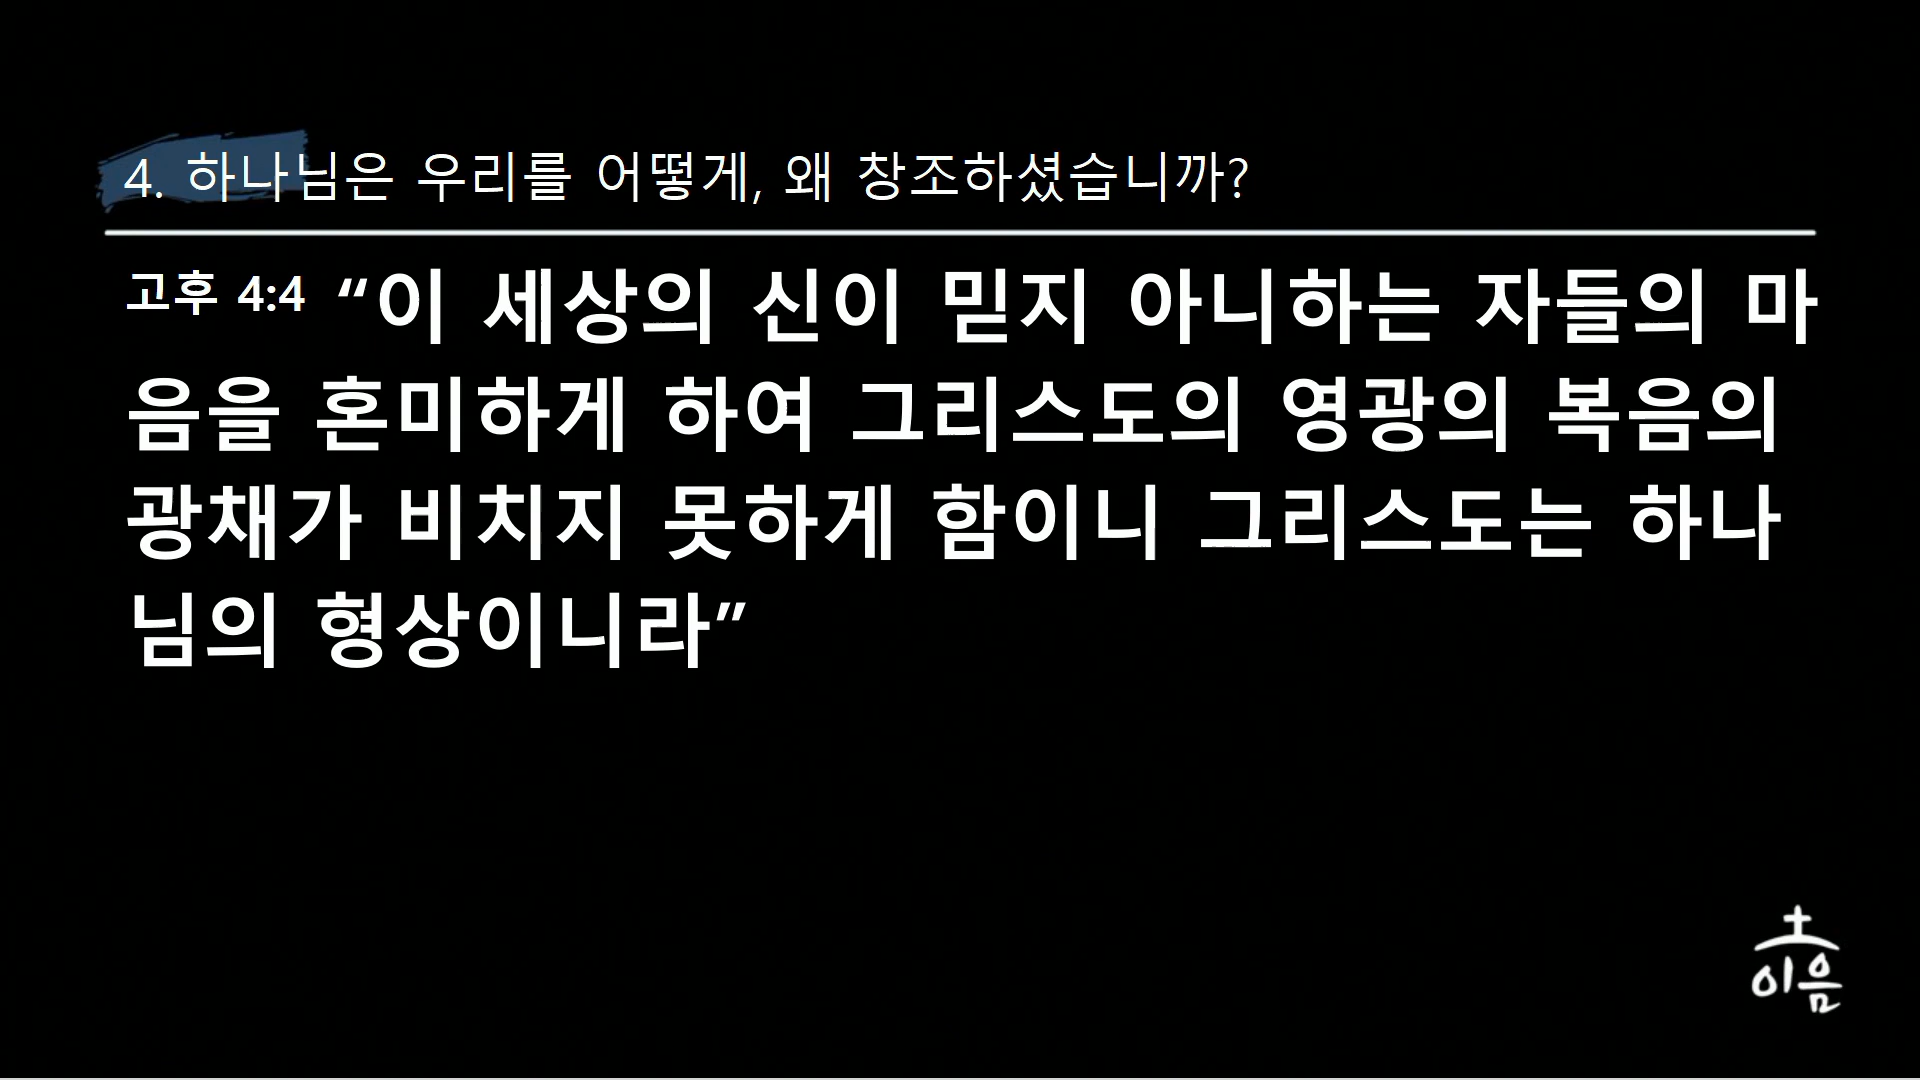 4. 하나님은 우리를 어떻게, 왜 창조하셨습니까?
고후 4:4 “이 세상의 신이 믿지 아니하는 자들의 마
음을 혼미하게 하여 그리스도의 영광의 복음의
광채가 비치지 못하게 함이니 그리스도는 하나
님의 형상이니라”
이음